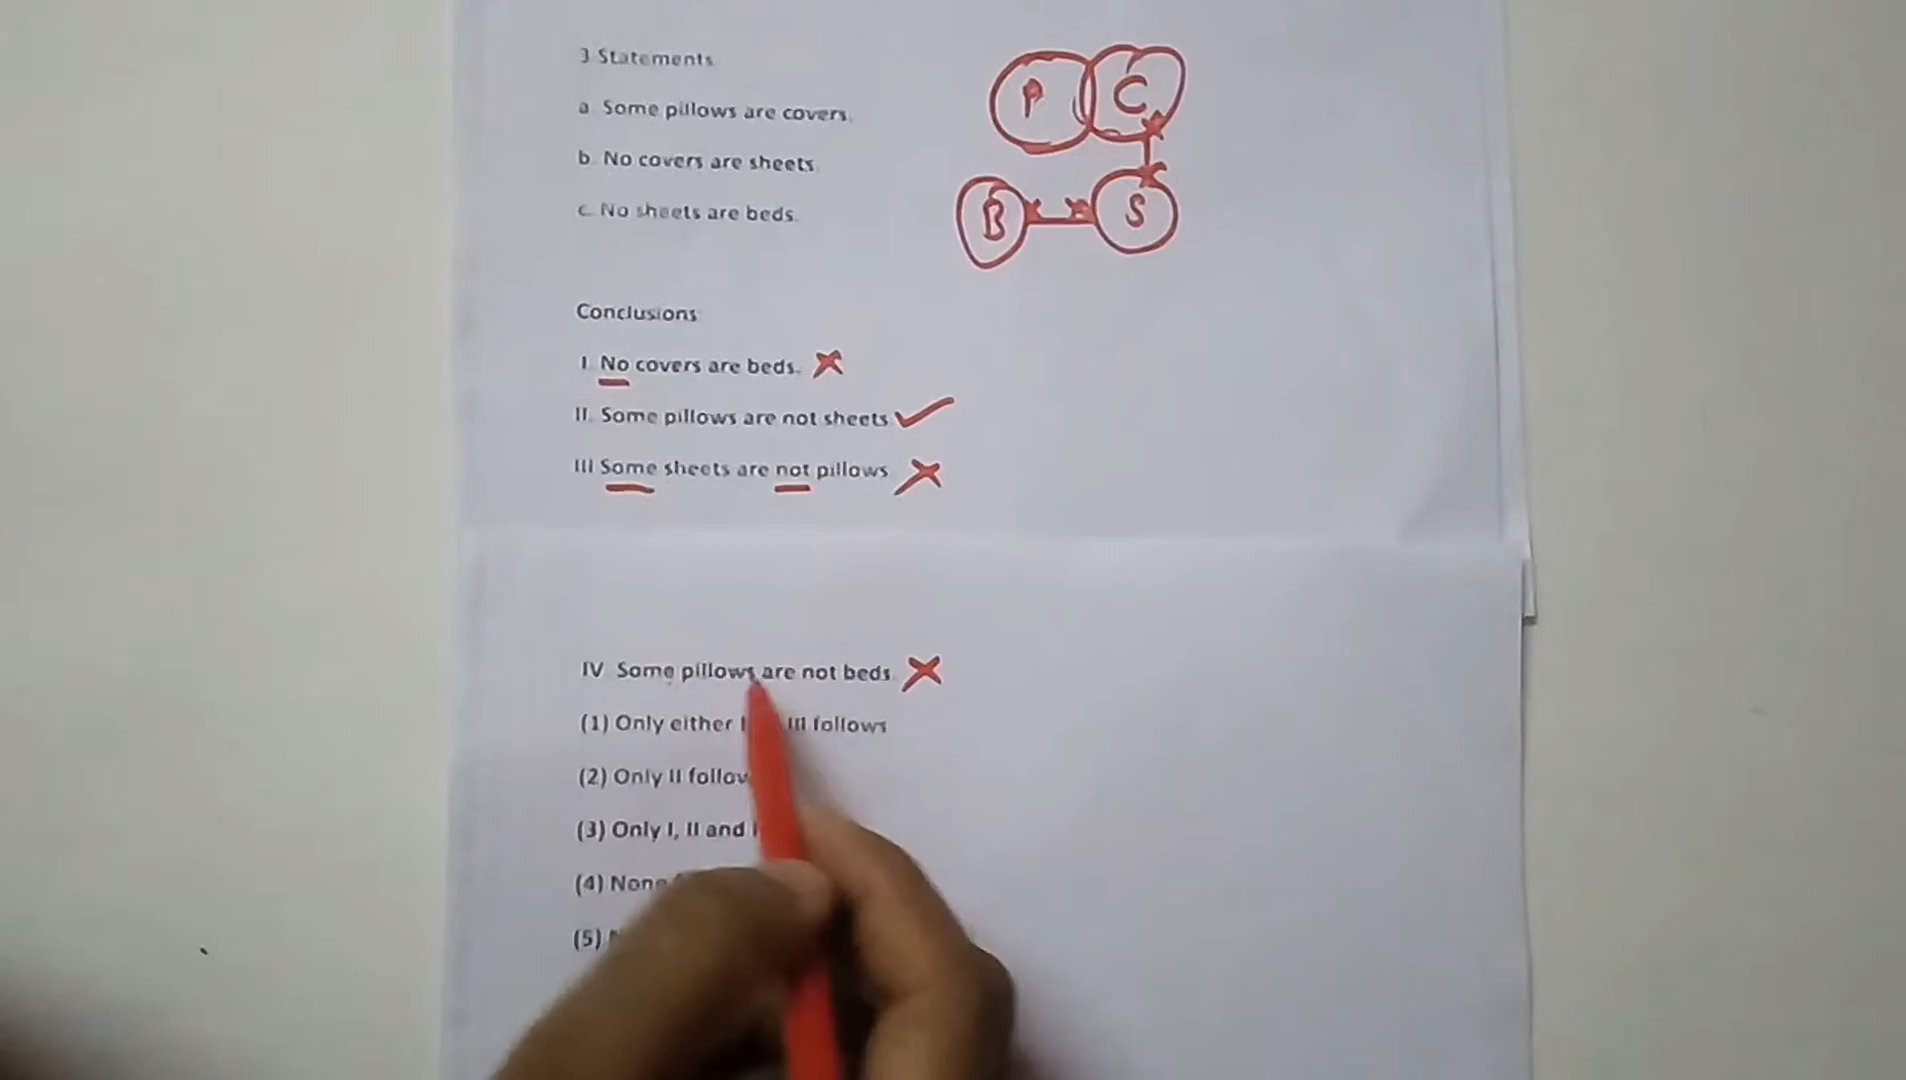 3 Statements
a. Some pillows are covers.
b. No covers are sheets.
c. No sheets are beds.
P C
B S
Conclusions
I. No covers are beds.
II. Some pillows are not sheets
III Some sheets are not pillows
IV Some pillows are not beds.
(1) Only either III follows
(2) Only II
(3) Only I, II and
(4) None
(5)